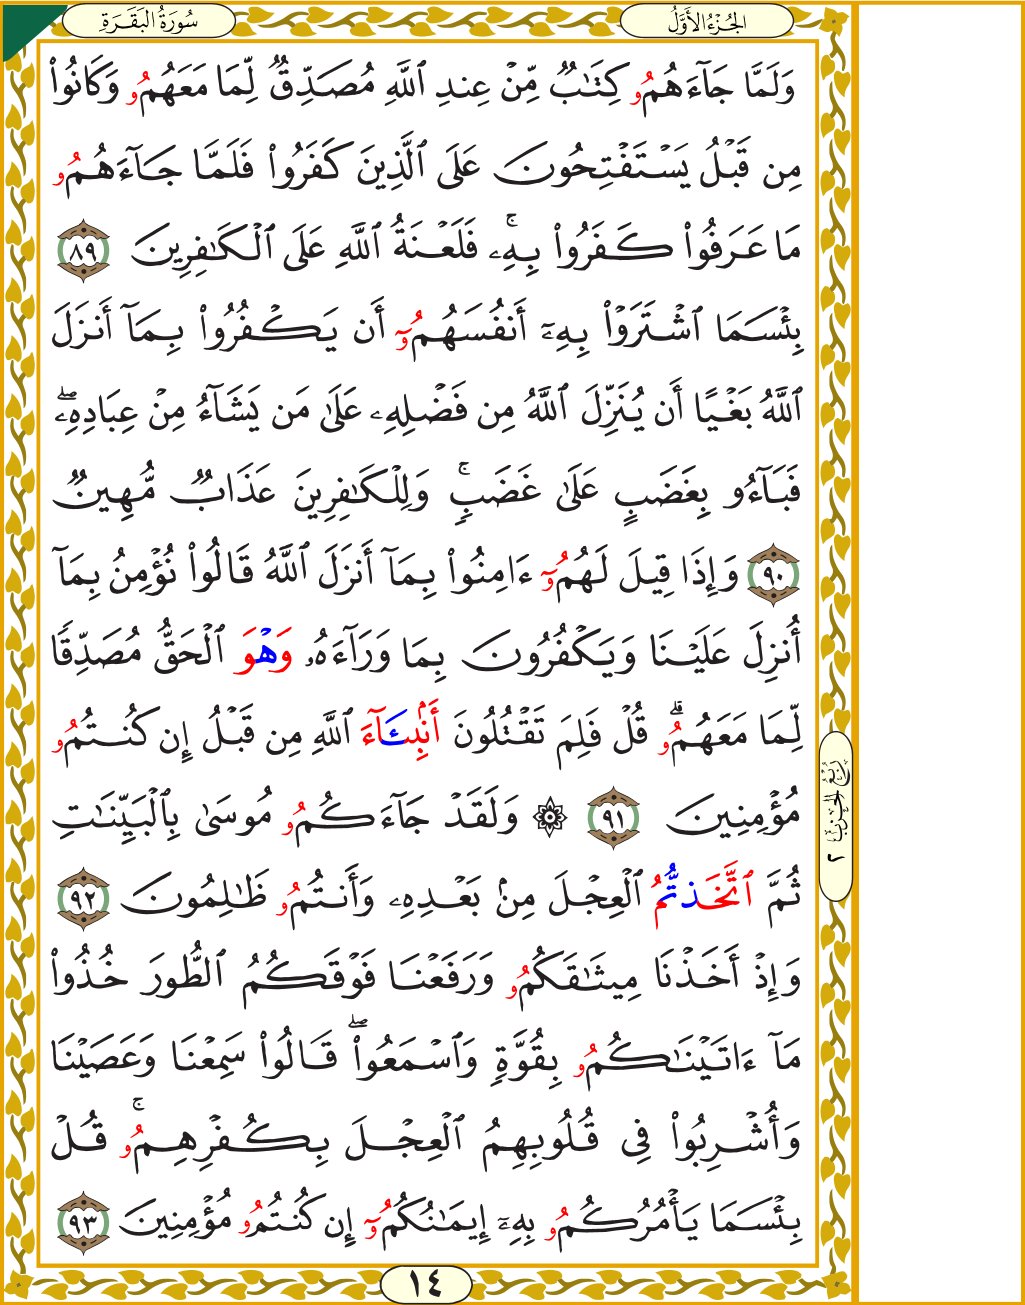 الجُزْءُ الأَوَّلُ
سُورَةُ البَقَرَةِ
وَلَمَّا جَآءَهُمُۥ كِتَٰبٌ مِّنْ عِندِ ٱللَّهِ مُصَدِّقٌ لِّمَا مَعَهُمُۥ وَكَانُوا۟
مِن قَبْلُ يَسْتَفْتِحُونَ عَلَى ٱلَّذِينَ كَفَرُوا۟ فَلَمَّا جَآءَهُمُۥ
مَا عَرَفُوا۟ كَفَرُوا۟ بِهِۦۚ فَلَعْنَةُ ٱللَّهِ عَلَى ٱلْكَٰفِرِينَ ٨٩
بِئْسَمَا ٱشْتَرَوْا۟ بِهِۦٓ أَنفُسَهُمُۥٓ أَن يَكْفُرُوا۟ بِمَآ أَنزَلَ
ٱللَّهُ بَغْيًا أَن يُنَزِّلَ ٱللَّهُ مِن فَضْلِهِۦ عَلَىٰ مَن يَشَآءُ مِنْ عِبَادِهِۦۖ
فَبَآءُو بِغَضَبٍ عَلَىٰ غَضَبٍۚ وَلِلْكَٰفِرِينَ عَذَابٌ مُّهِينٌ
٩٠ وَإِذَا قِيلَ لَهُمُۥٓ ءَامِنُوا۟ بِمَآ أَنزَلَ ٱللَّهُ قَالُوا۟ نُؤْمِنُ بِمَآ
أُنزِلَ عَلَيْنَا وَيَكْفُرُونَ بِمَا وَرَآءَهُۥ وَهْوَ ٱلْحَقُّ مُصَدِّقًا
لِّمَا مَعَهُمُۥۗ قُلْ فَلِمَ تَقْتُلُونَ أَنۢبِـَٔآءَ ٱللَّهِ مِن قَبْلُ إِن كُنتُمُۥ
مُؤْمِنِينَ ٩١ ۞ وَلَقَدْ جَآءَكُمُۥ مُوسَىٰ بِٱلْبَيِّنَٰتِ
ثُمَّ ٱتَّخَذتُّمُ ٱلْعِجْلَ مِنۢ بَعْدِهِۦ وَأَنتُمُۥ ظَٰلِمُونَ ٩٢
وَإِذْ أَخَذْنَا مِيثَٰقَكُمُۥ وَرَفَعْنَا فَوْقَكُمُ ٱلطُّورَ خُذُوا۟
مَآ ءَاتَيْنَٰكُمُۥ بِقُوَّةٍ وَٱسْمَعُوا۟ۖ قَالُوا۟ سَمِعْنَا وَعَصَيْنَا
وَأُشْرِبُوا۟ فِى قُلُوبِهِمُ ٱلْعِجْلَ بِكُفْرِهِمُۥۚ قُلْ
بِئْسَمَا يَأْمُرُكُمُۥ بِهِۦٓ إِيمَٰنُكُمُۥٓ إِن كُنتُمُۥ مُؤْمِنِينَ ٩٣
رُبْعُ الحِزْبِ ٢
١٤